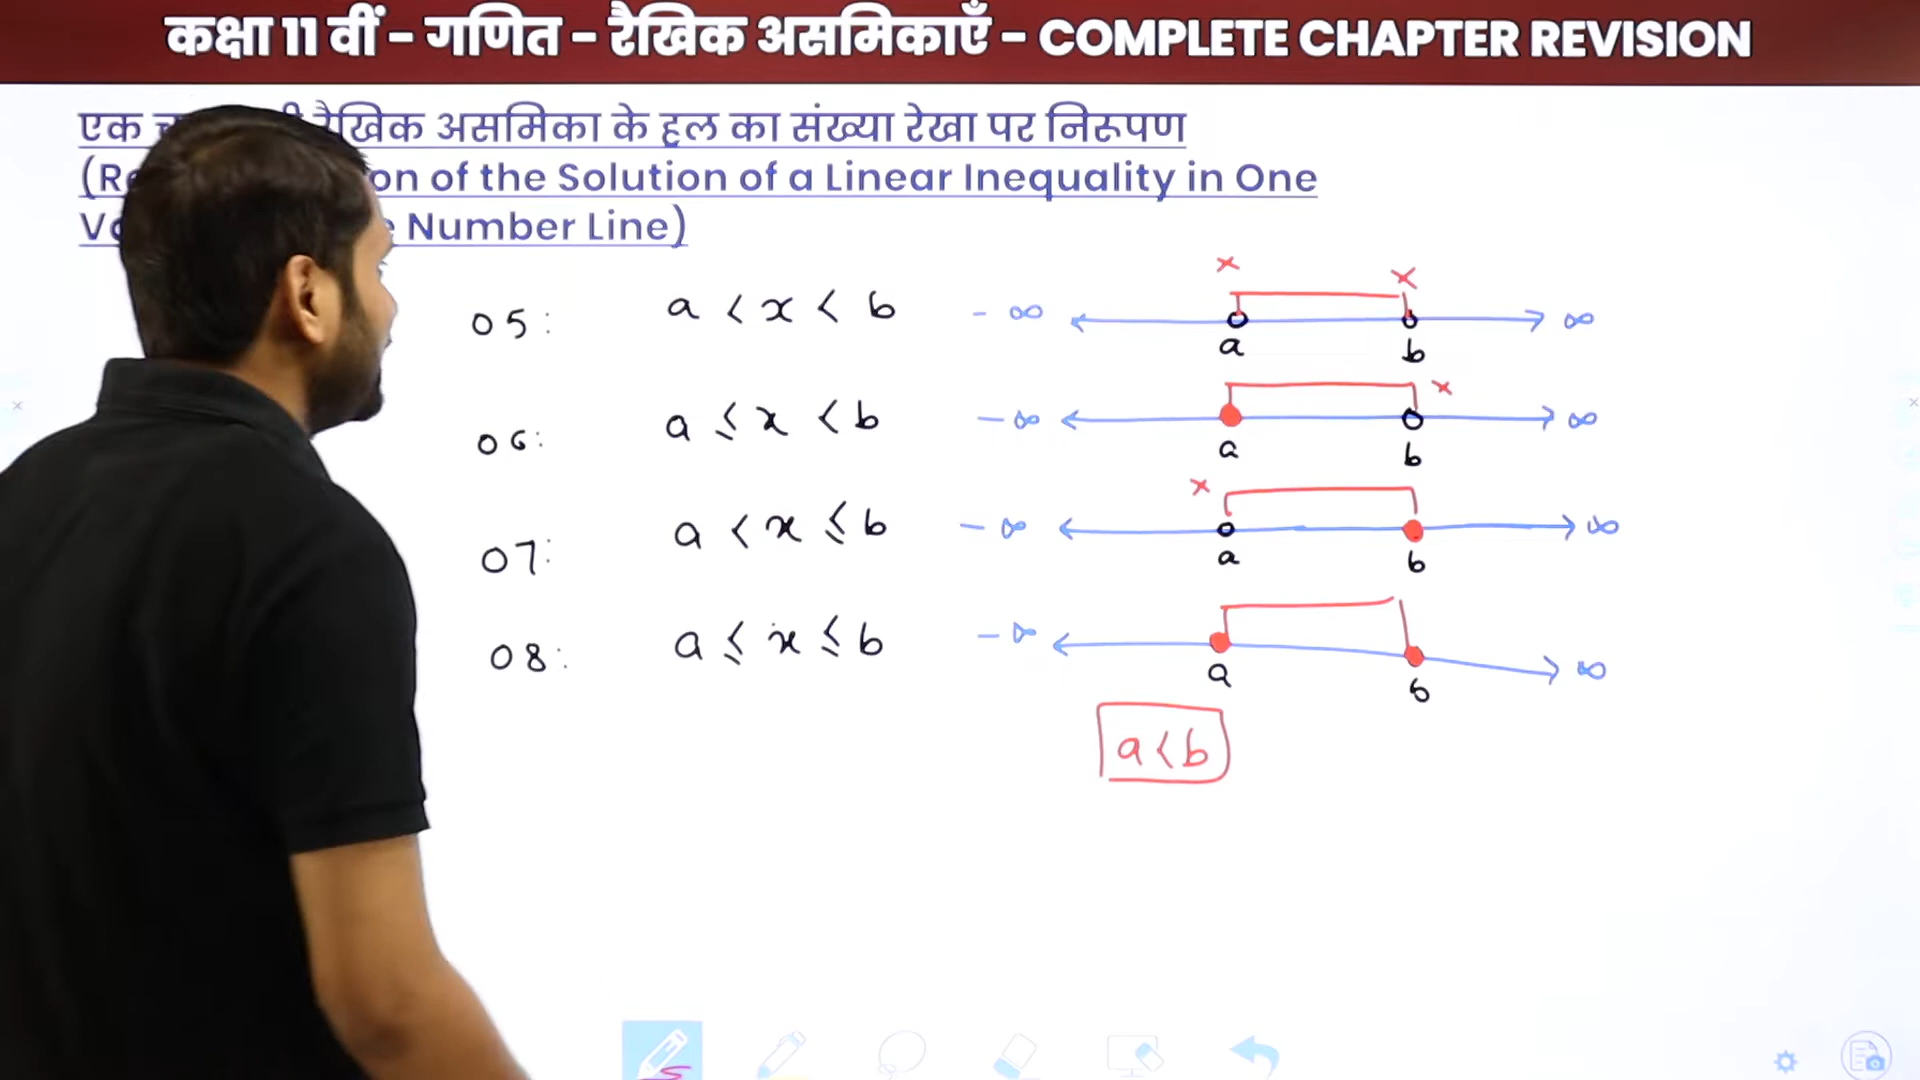 कक्षा 11 वीं - गणित - रैखिक असमिकाएँ - COMPLETE CHAPTER REVISION
एक रैखिक असमिका के हल का संख्या रेखा पर निरूपण
on of the Solution of a Linear Inequality in One
Number Line)
05: a < x < b
× ×
- ∞ ∞
a b
06: a ≤ x < b
×
- ∞ ∞
a b
07: a < x ≤ b
×
- ∞ ∞
a b
08: a ≤ x ≤ b
- ∞ ∞
a b
a < b